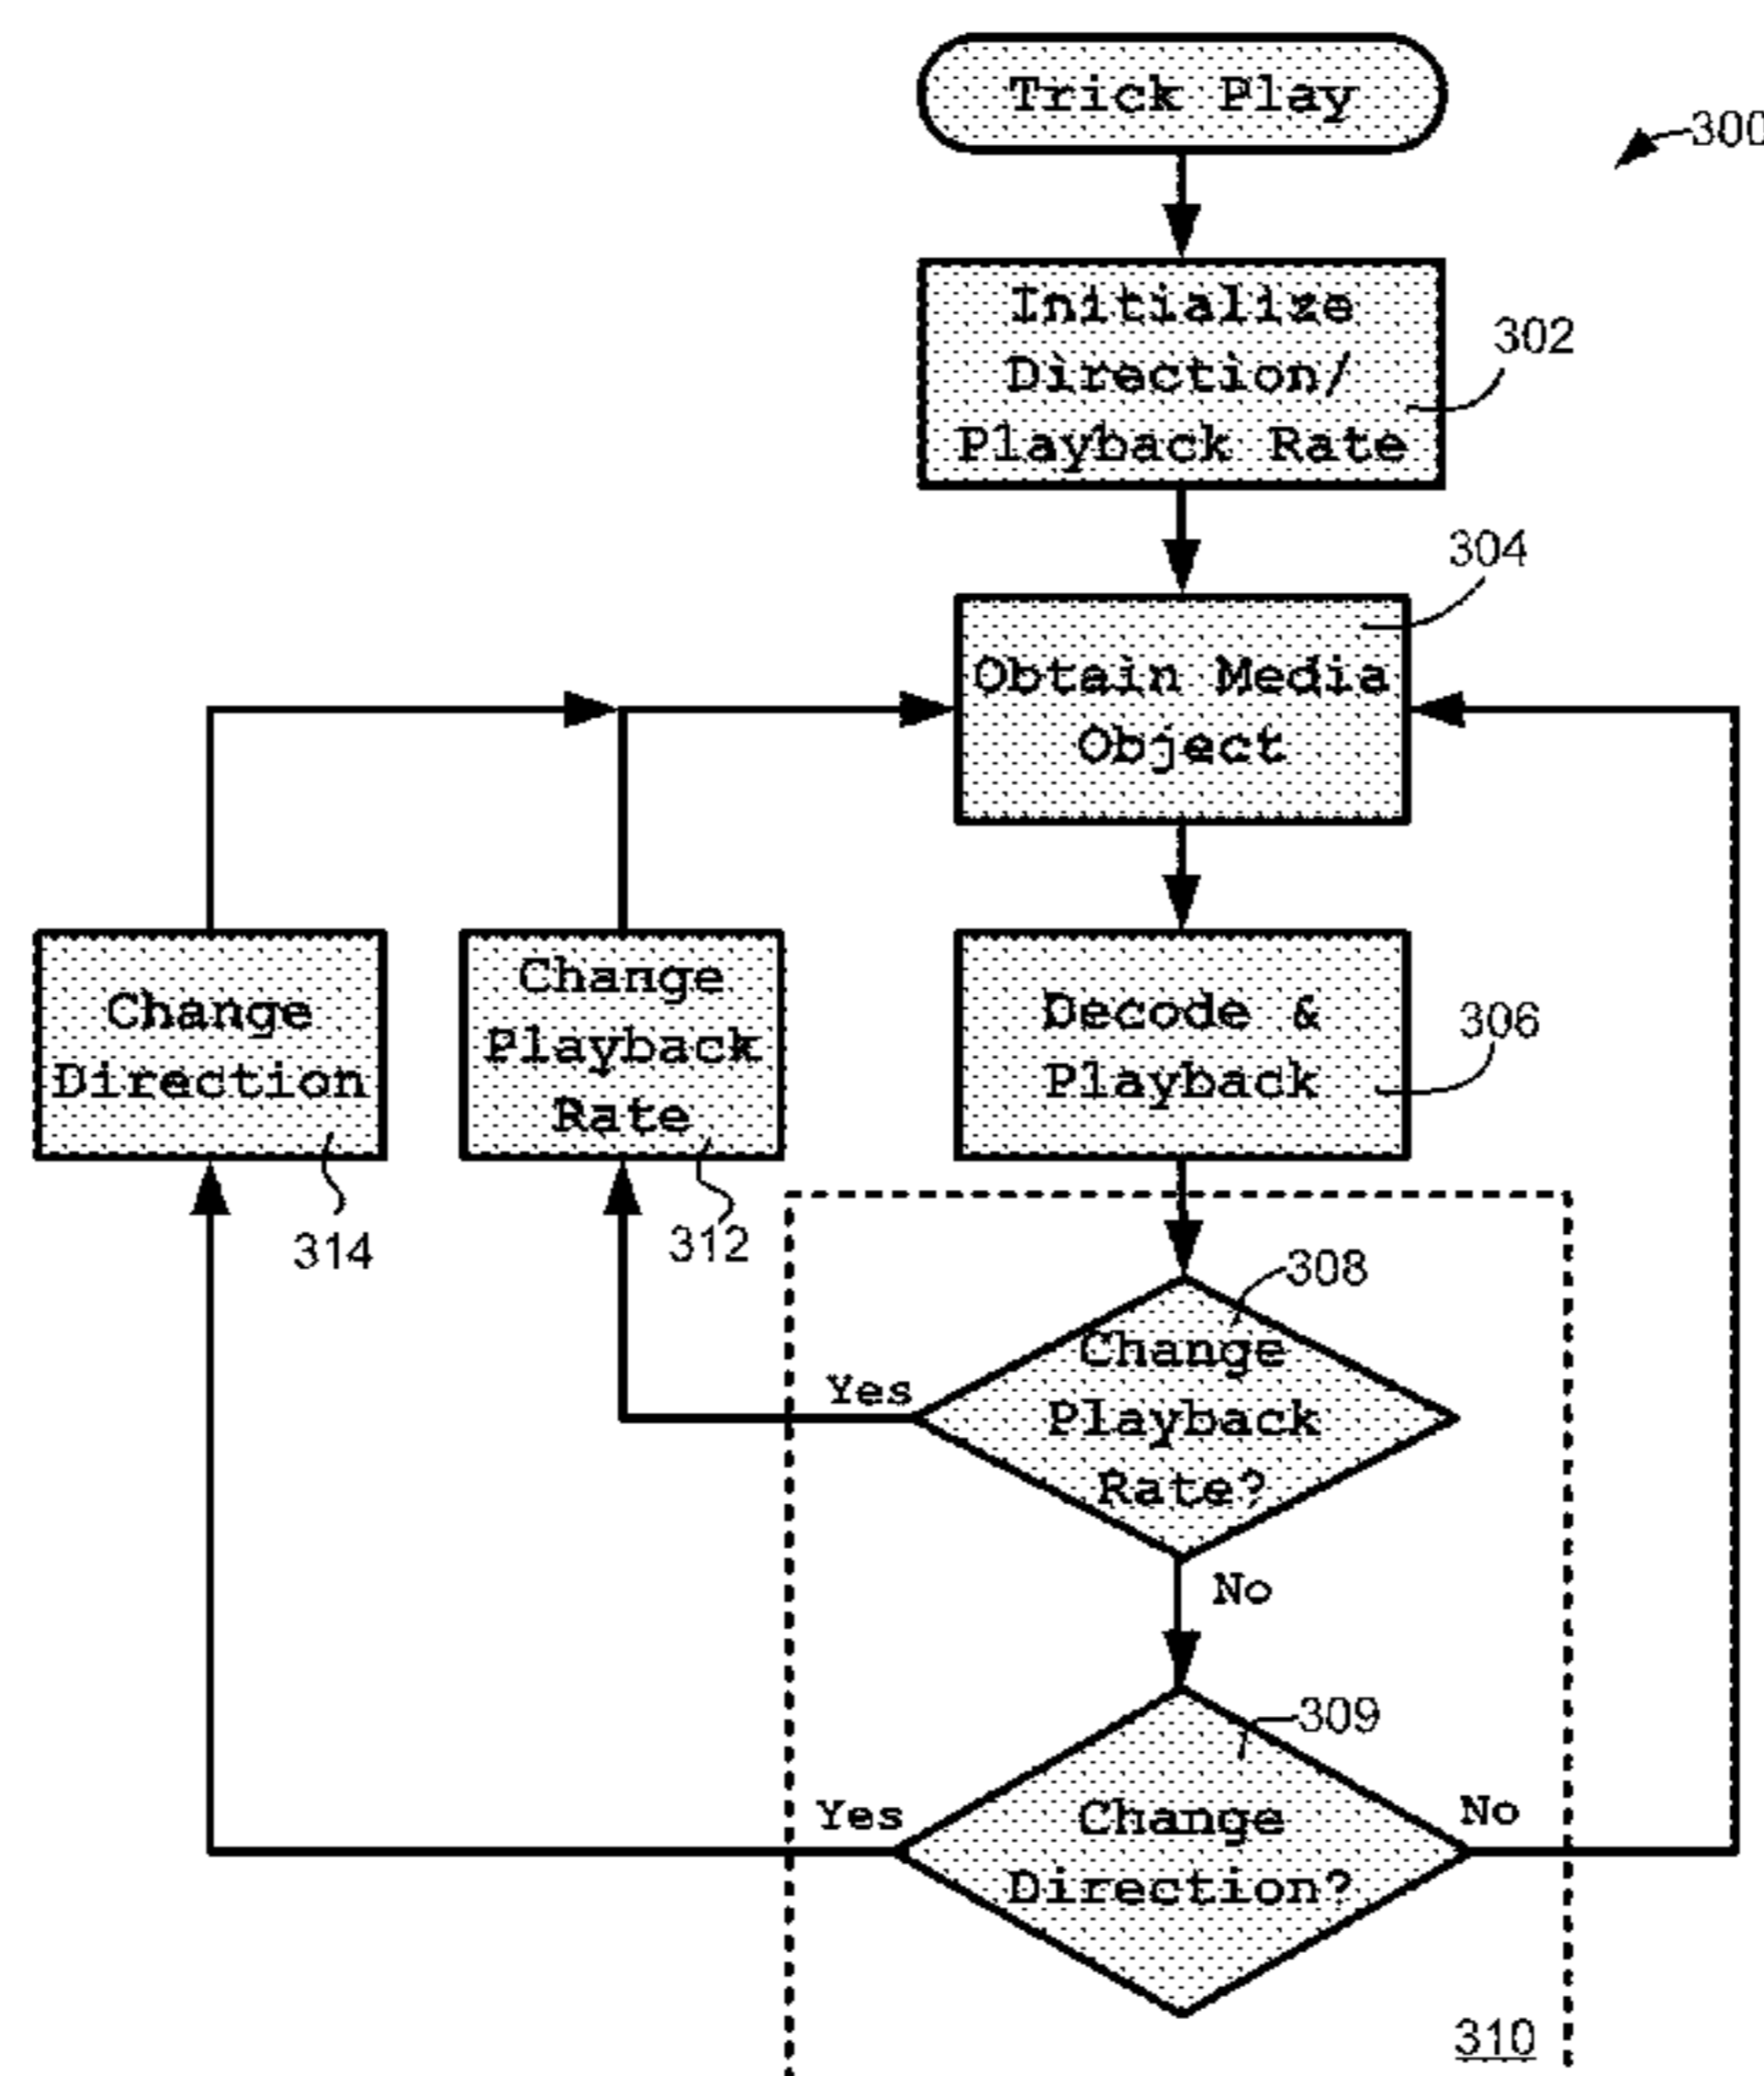 Trick Play
300
Initialize
Direction/
Playback Rate
302
304
Obtain Media
Object
Change
Direction
314
Change
Playback
Rate
312
Decode &
Playback
306
308
Change
Playback
Rate?
Yes
No
309
Change
Direction?
Yes
No
310